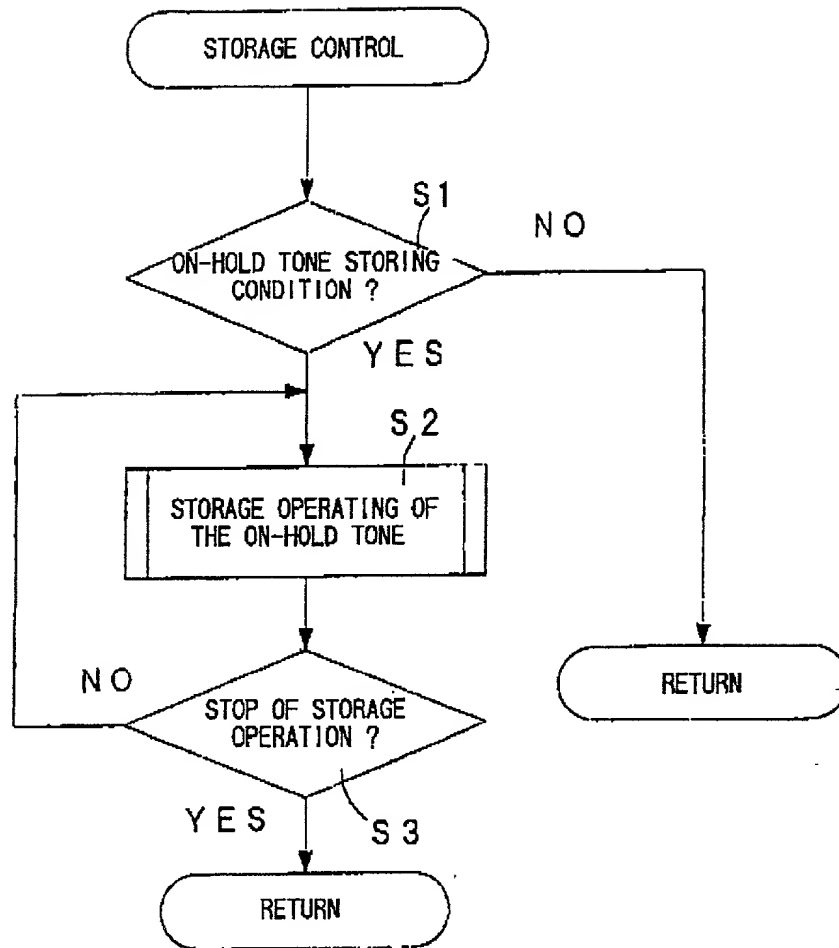 STORAGE CONTROL
S1
NO
ON-HOLD TONE STORING
CONDITION ?
YES
S2
STORAGE OPERATING OF
THE ON-HOLD TONE
NO
STOP OF STORAGE
OPERATION ?
RETURN
YES
S3
RETURN